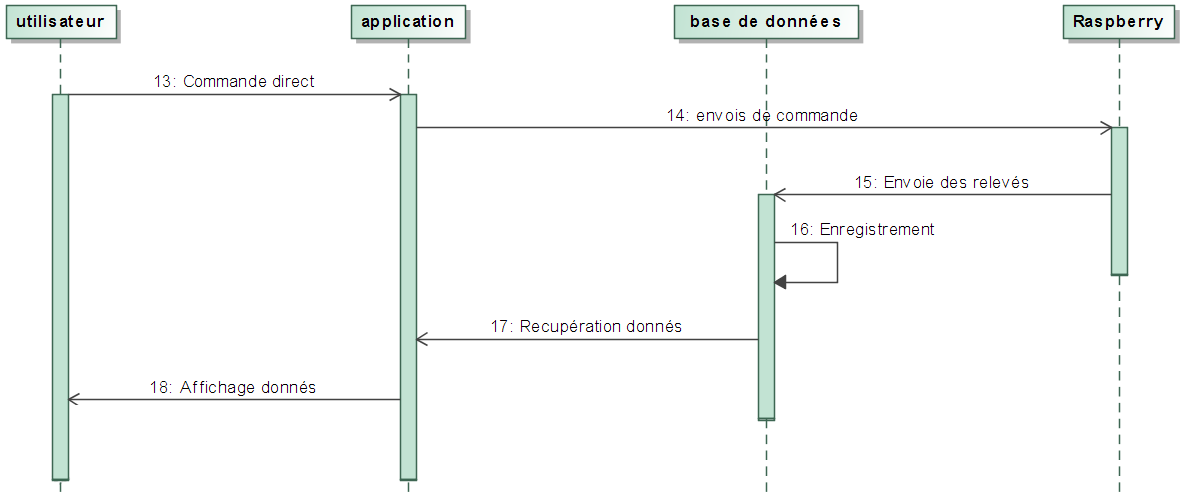 utilisateur
application
base de données
Raspberry
13: Commande direct
14: envois de commande
15: Envoie des relevés
16: Enregistrement
17: Recupération donnés
18: Affichage donnés